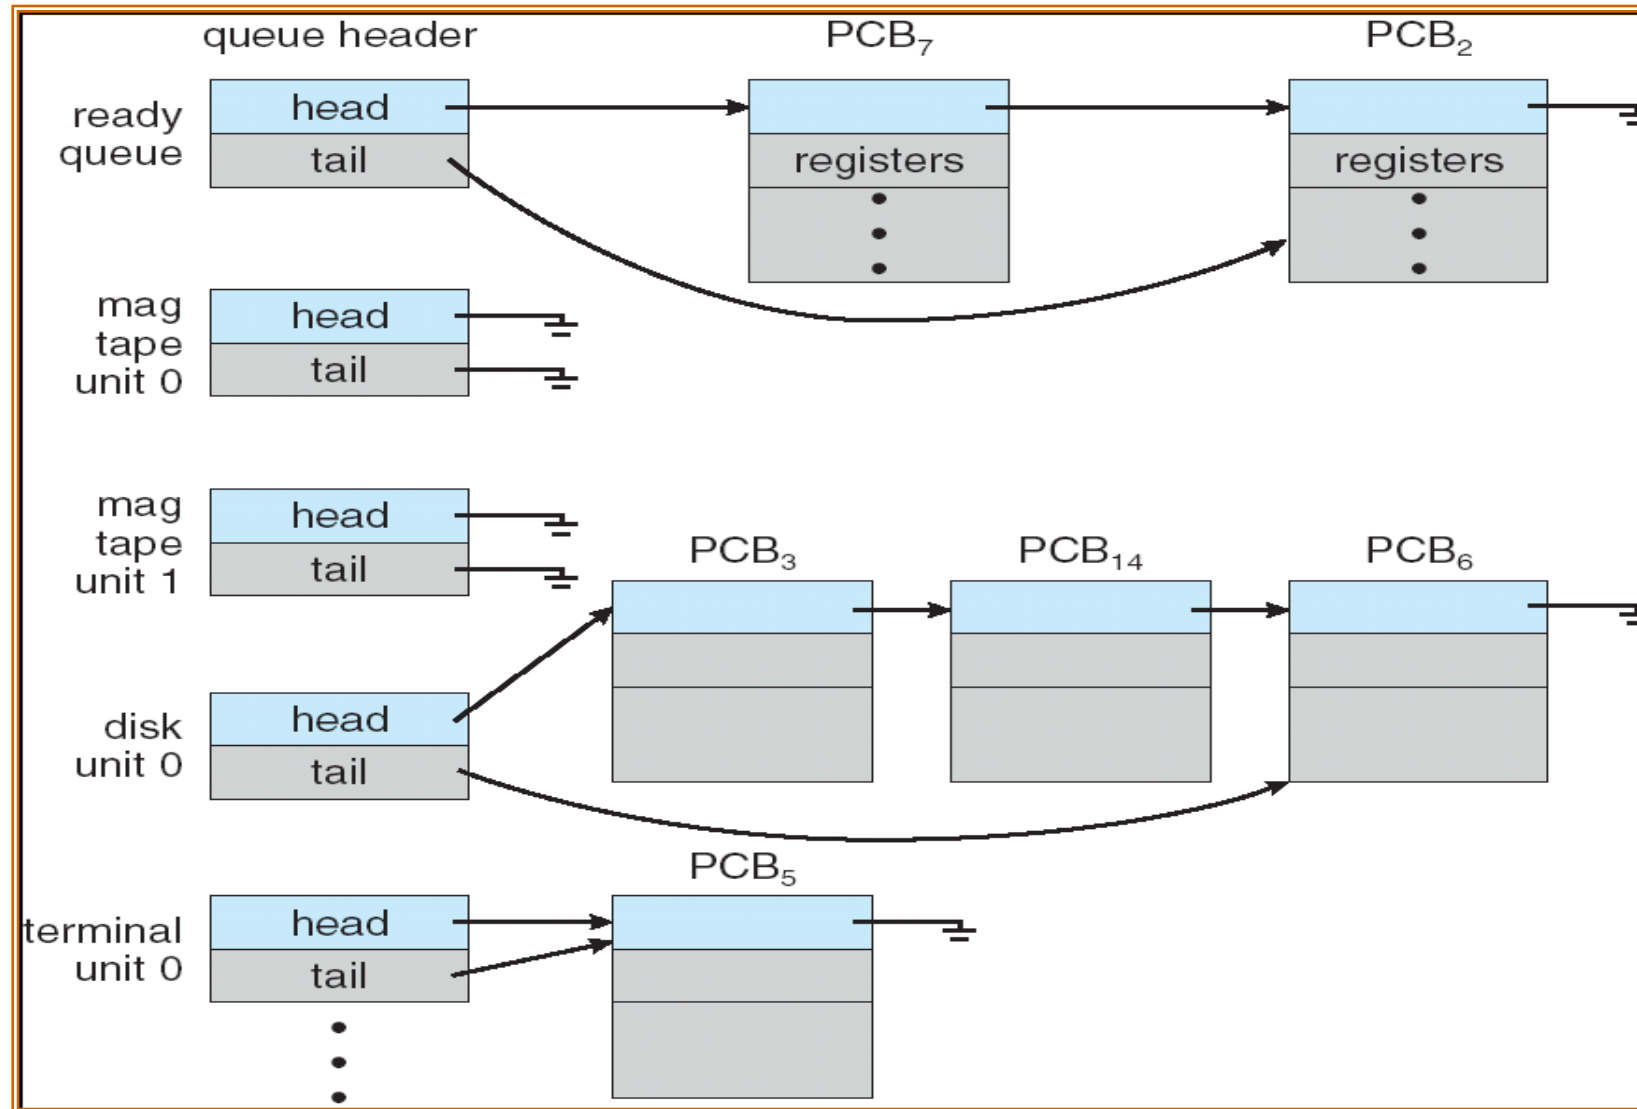 queue header
PCB₇
PCB₂
ready
queue
head
tail
registers
registers
mag
tape
unit 0
head
tail
mag
tape
unit 1
head
tail
PCB₃
PCB₁₄
PCB₆
disk
unit 0
head
tail
PCB₅
terminal
unit 0
head
tail